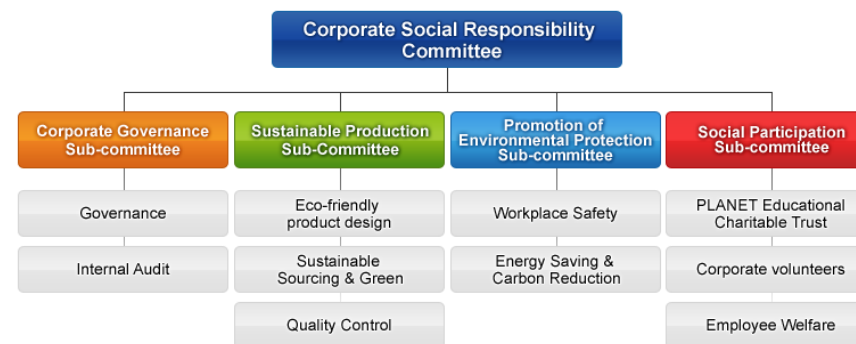 Corporate Social Responsibility
Committee
Corporate Governance
Sub-committee
Sustainable Production
Sub-Committee
Promotion of
Environmental Protection
Sub-committee
Social Participation
Sub-committee
Governance
Internal Audit
Eco-friendly
product design
Sustainable
Sourcing & Green
Quality Control
Workplace Safety
Energy Saving &
Carbon Reduction
PLANET Educational
Charitable Trust
Corporate volunteers
Employee Welfare